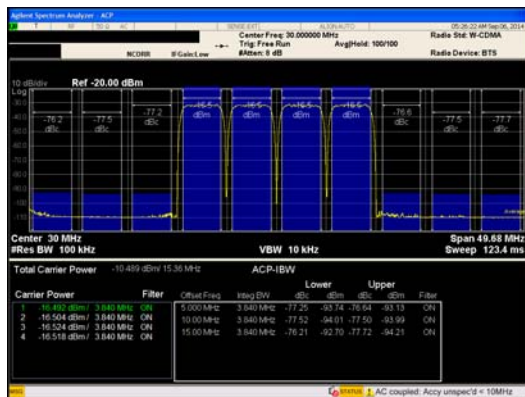 Agilent Spectrum Analyzer - ACP
T RF 50 Ω AC SENSE:EXT ALIGN AUTO 05:26:22 AM Sep 06, 2014
Center Freq: 30.000000 MHz Radio Std: W-CDMA
Trig: Free Run Avg|Hold: 100/100
NCORR IFGain:Low #Atten: 8 dB Radio Device: BTS
10 dB/div Ref -20.00 dBm
Log
-76.2 dBc -77.5 dBc -77.2 dBc -16.5 dBm -16.5 dBm -16.5 dBm -16.5 dBm -76.6 dBc -77.5 dBc -77.7 dBc
Average
Center 30 MHz Span 49.68 MHz
#Res BW 100 kHz VBW 10 kHz Sweep 123.4 ms
Total Carrier Power -10.489 dBm/ 15.36 MHz ACP-IBW
Lower Upper
Carrier Power Filter Offset Freq Integ BW dBc dBm dBc dBm Filter
1 -16.492 dBm / 3.840 MHz ON 5.000 MHz 3.840 MHz -77.25 -93.74 -76.64 -93.13 ON
2 -16.504 dBm / 3.840 MHz ON 10.00 MHz 3.840 MHz -77.52 -94.01 -77.50 -93.99 ON
3 -16.524 dBm / 3.840 MHz ON 15.00 MHz 3.840 MHz -76.21 -92.70 -77.72 -94.21 ON
4 -16.518 dBm / 3.840 MHz ON
MSG STATUS AC coupled: Accy unspec'd < 10MHz